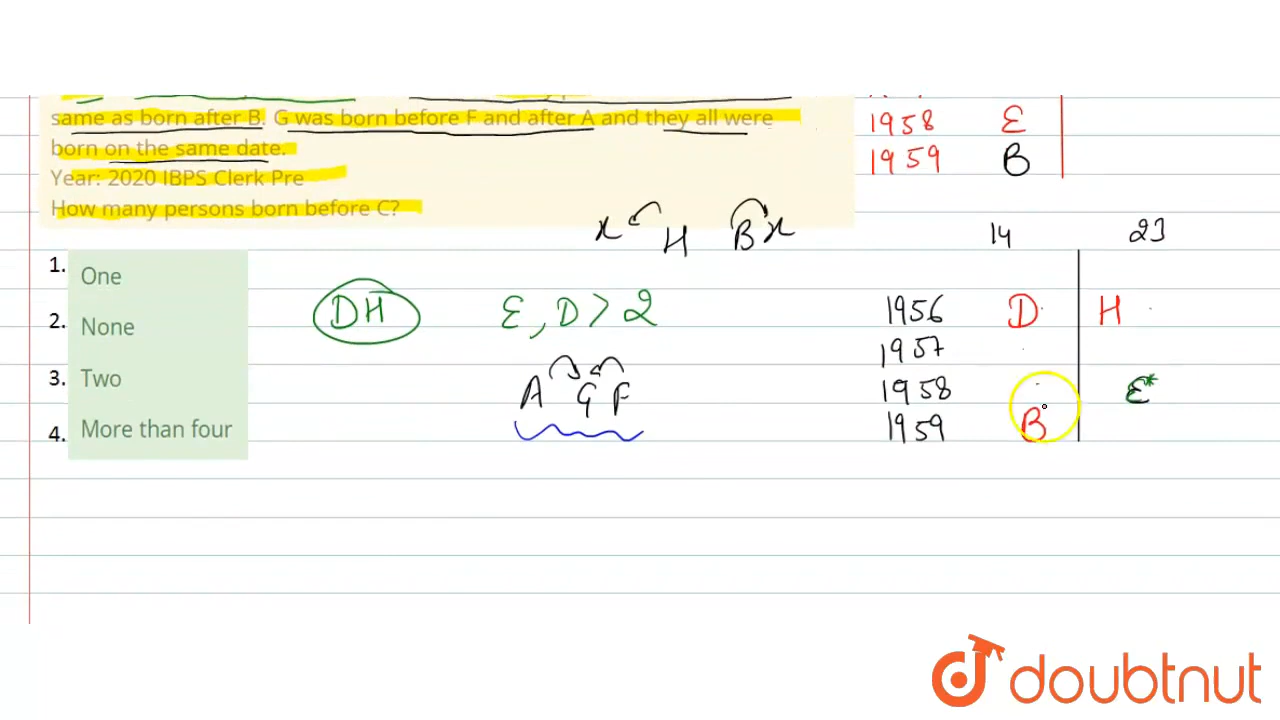 same as born after B. G was born before F and after A and they all were
born on the same date.
Year: 2020 IBPS Clerk Pre
How many persons born before C?
1958 E
1959 B
x H B x
14 23
1. One
2. None
3. Two
4. More than four
DH E, D > 2
A G F
1956 D H
1957
1958 E*
1959 B
doubtnut